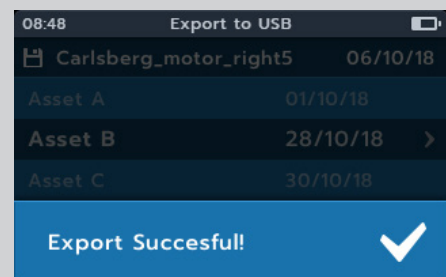 08:48 Export to USB
Carlsberg_motor_right5 06/10/18
Asset A 01/10/18
Asset B 28/10/18 >
Asset C 30/10/18
Export Succesful!